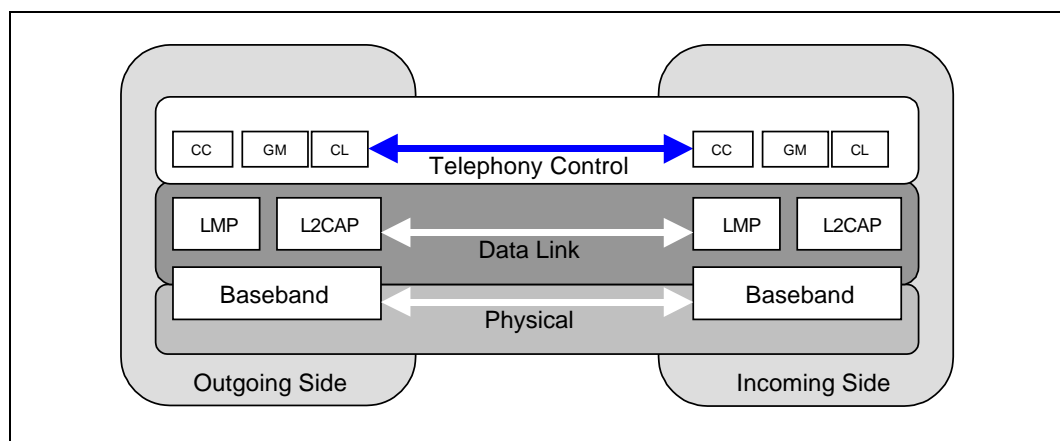 CC GM CL CC GM CL
Telephony Control
LMP L2CAP LMP L2CAP
Data Link
Baseband Baseband
Physical
Outgoing Side Incoming Side